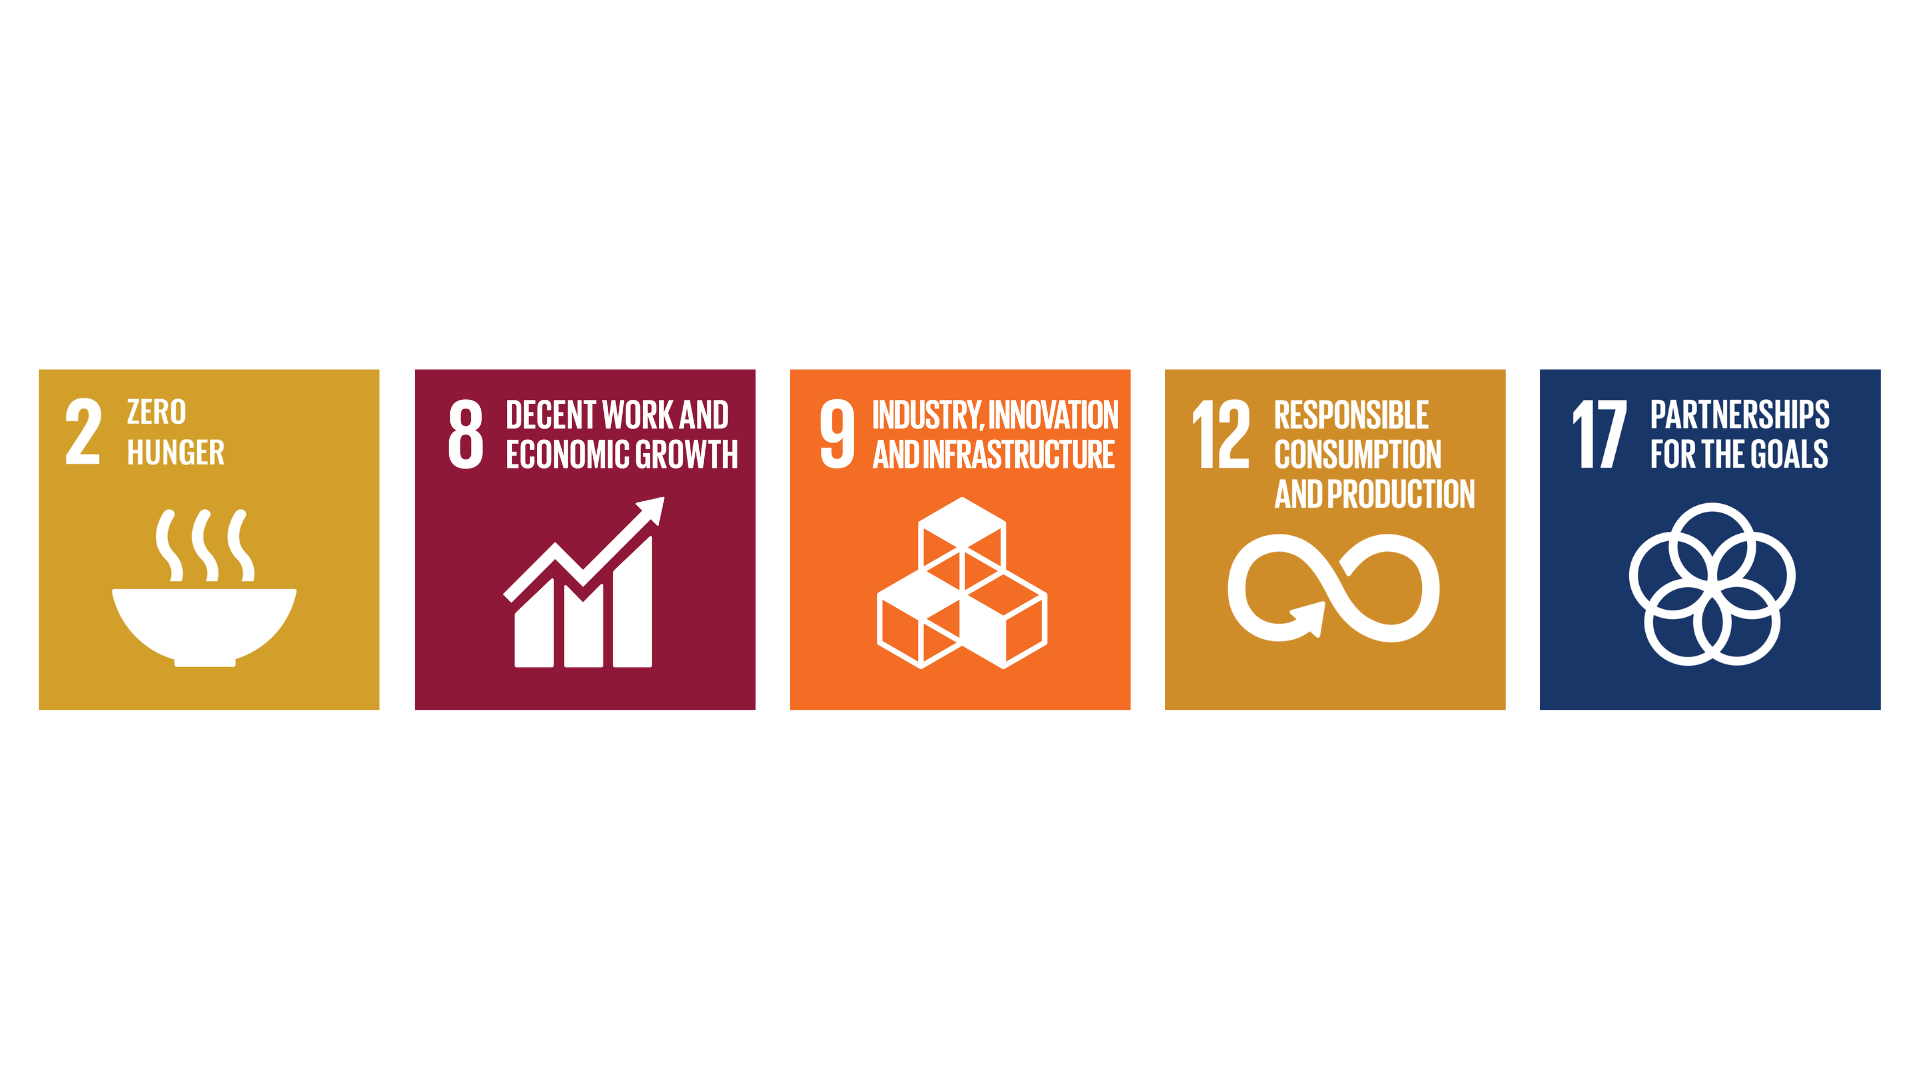 2
ZERO
HUNGER
8
DECENT WORK AND
ECONOMIC GROWTH
9
INDUSTRY, INNOVATION
AND INFRASTRUCTURE
12
RESPONSIBLE
CONSUMPTION
AND PRODUCTION
17
PARTNERSHIPS
FOR THE GOALS